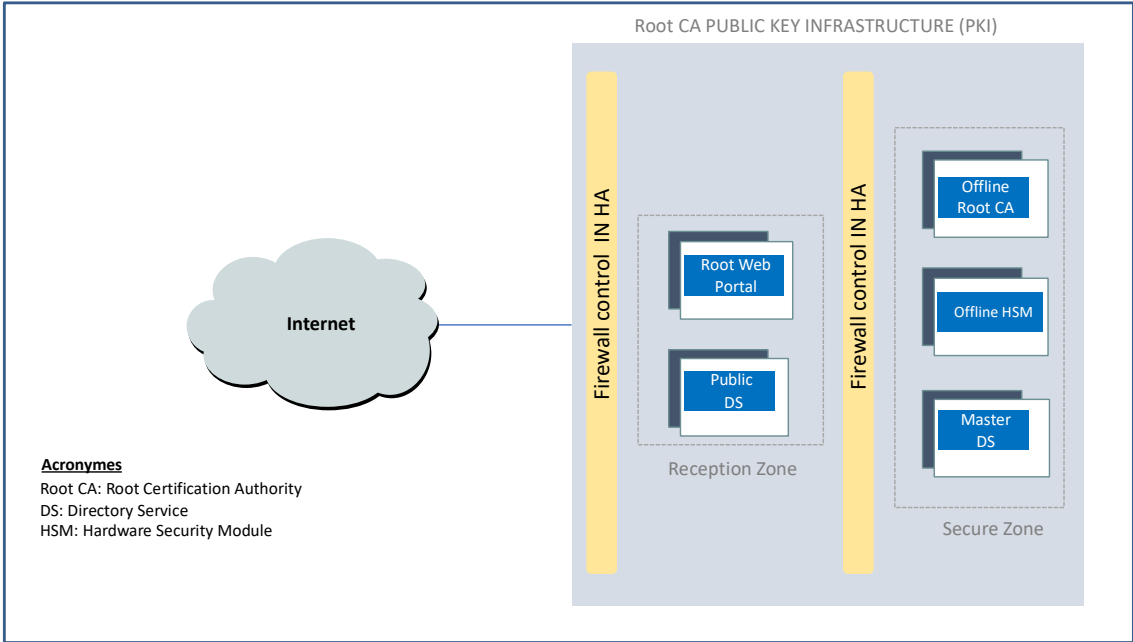 Root CA PUBLIC KEY INFRASTRUCTURE (PKI)
Internet
Firewall control  IN HA
Root Web
Portal
Public
DS
Reception Zone
Firewall control IN HA
Offline
Root CA
Offline HSM
Master
DS
Secure Zone
Acronymes
Root CA: Root Certification Authority
DS: Directory Service
HSM: Hardware Security Module